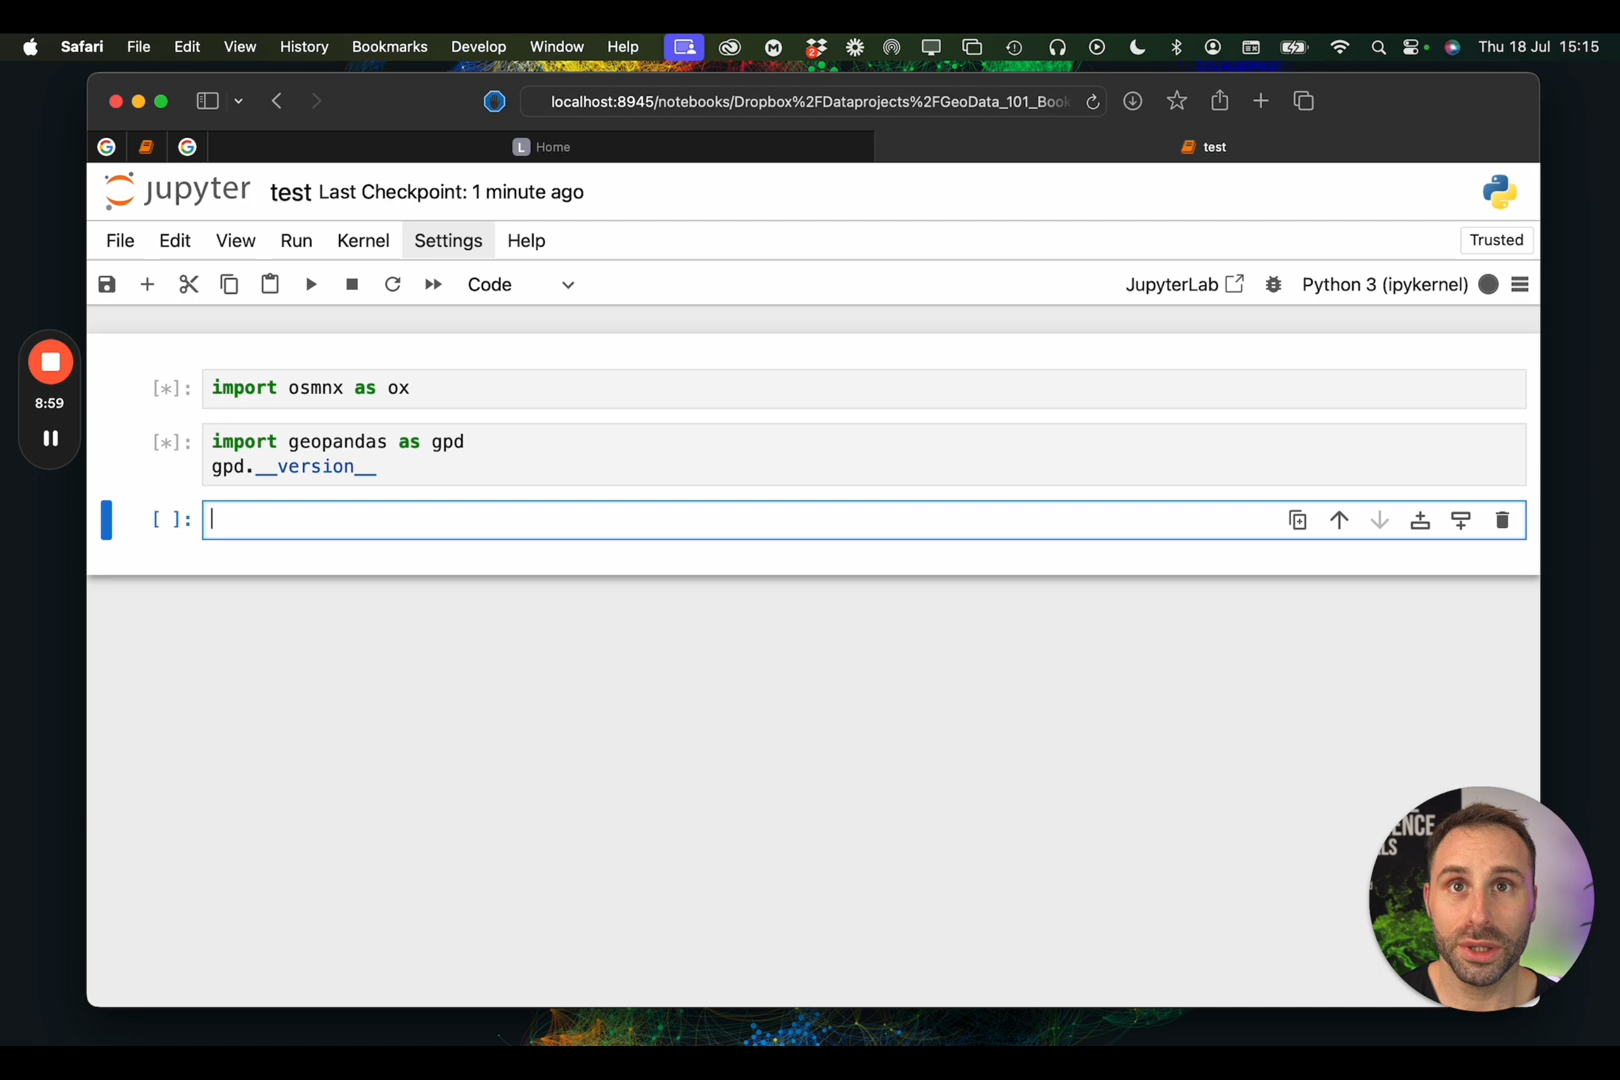 Safari File Edit View History Bookmarks Develop Window Help 2 Thu 18 Jul 15:15
localhost:8945/notebooks/Dropbox%2FDataprojects%2FGeoData_101_Book
G G L Home test
jupyter test Last Checkpoint: 1 minute ago
File Edit View Run Kernel Settings Help Trusted
Code JupyterLab Python 3 (ipykernel)
[*]: import osmnx as ox
8:59
[*]: import geopandas as gpd
gpd.__version__
[ ]: